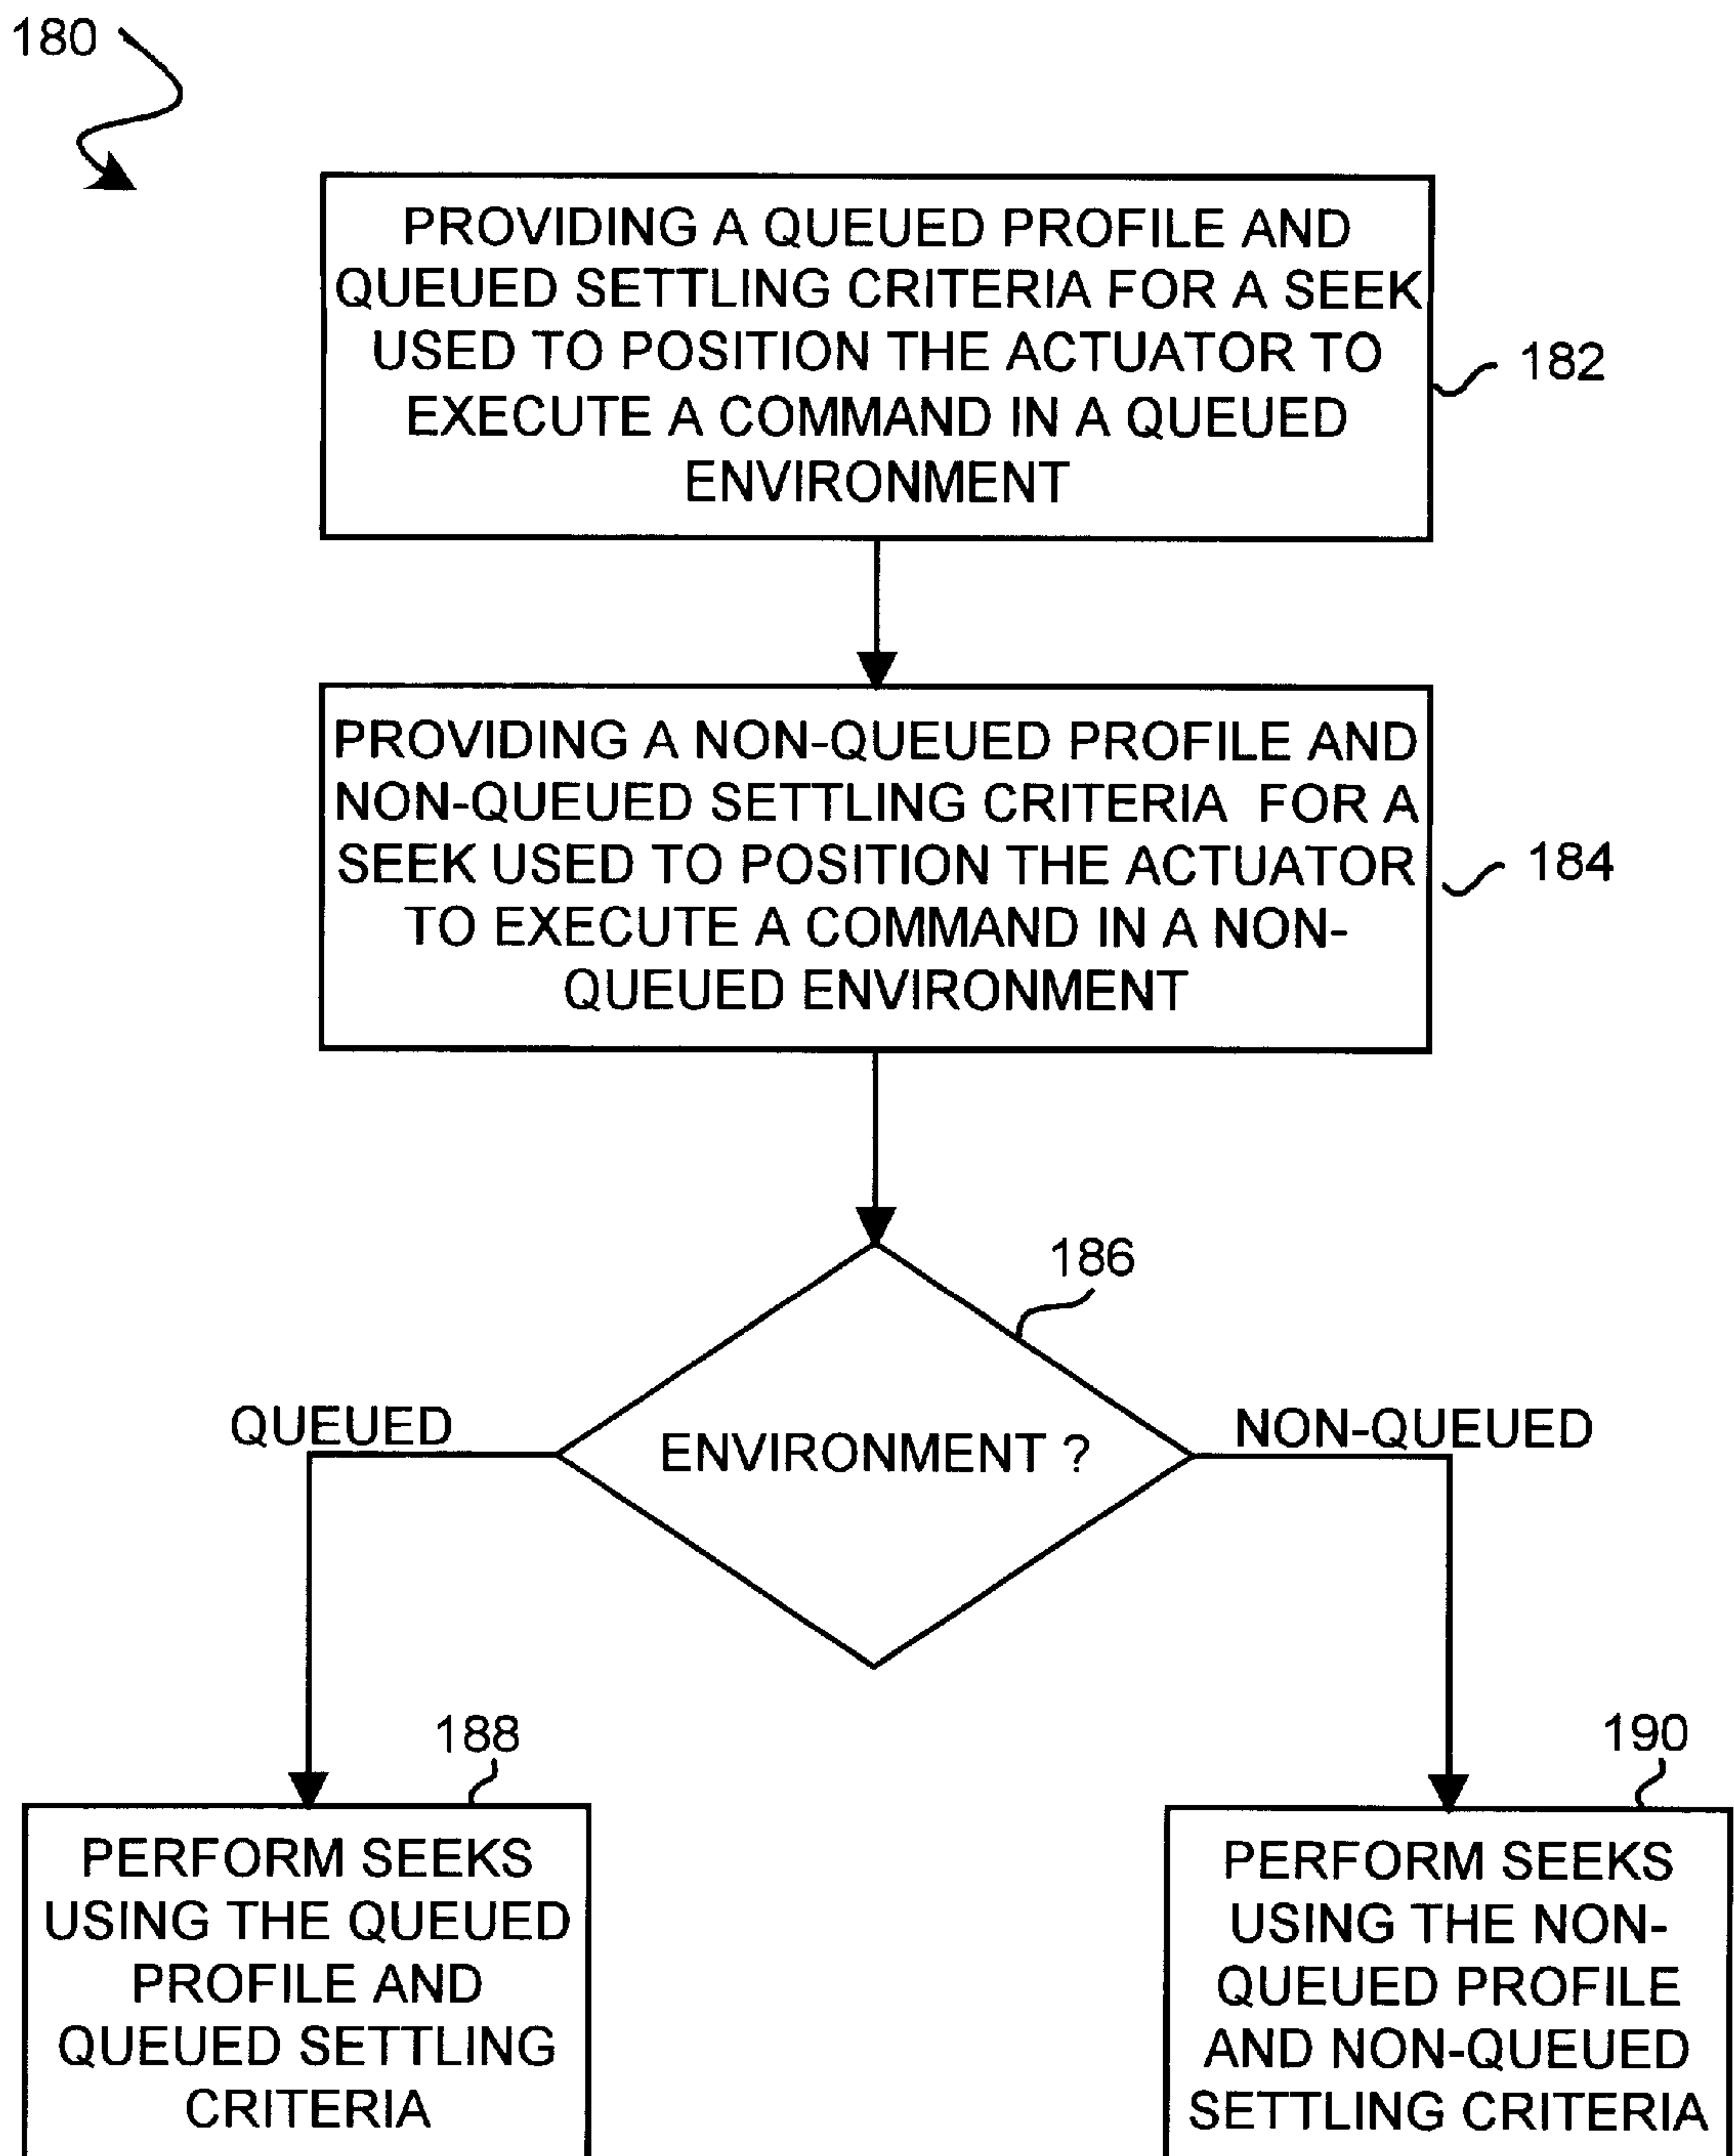 180
PROVIDING A QUEUED PROFILE AND
QUEUED SETTLING CRITERIA FOR A SEEK
USED TO POSITION THE ACTUATOR TO
EXECUTE A COMMAND IN A QUEUED
ENVIRONMENT
182
PROVIDING A NON-QUEUED PROFILE AND
NON-QUEUED SETTLING CRITERIA FOR A
SEEK USED TO POSITION THE ACTUATOR
TO EXECUTE A COMMAND IN A NON-
QUEUED ENVIRONMENT
184
186
QUEUED
ENVIRONMENT ?
NON-QUEUED
188
PERFORM SEEKS
USING THE QUEUED
PROFILE AND
QUEUED SETTLING
CRITERIA
190
PERFORM SEEKS
USING THE NON-
QUEUED PROFILE
AND NON-QUEUED
SETTLING CRITERIA